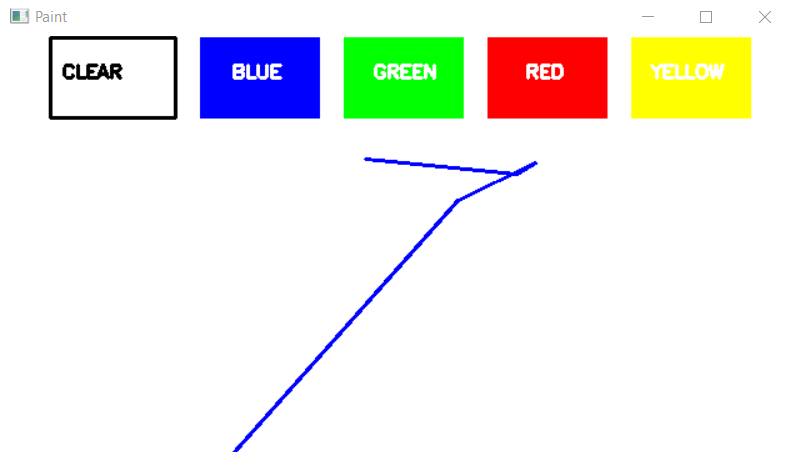 Paint
CLEAR
BLUE
GREEN
RED
YELLOW